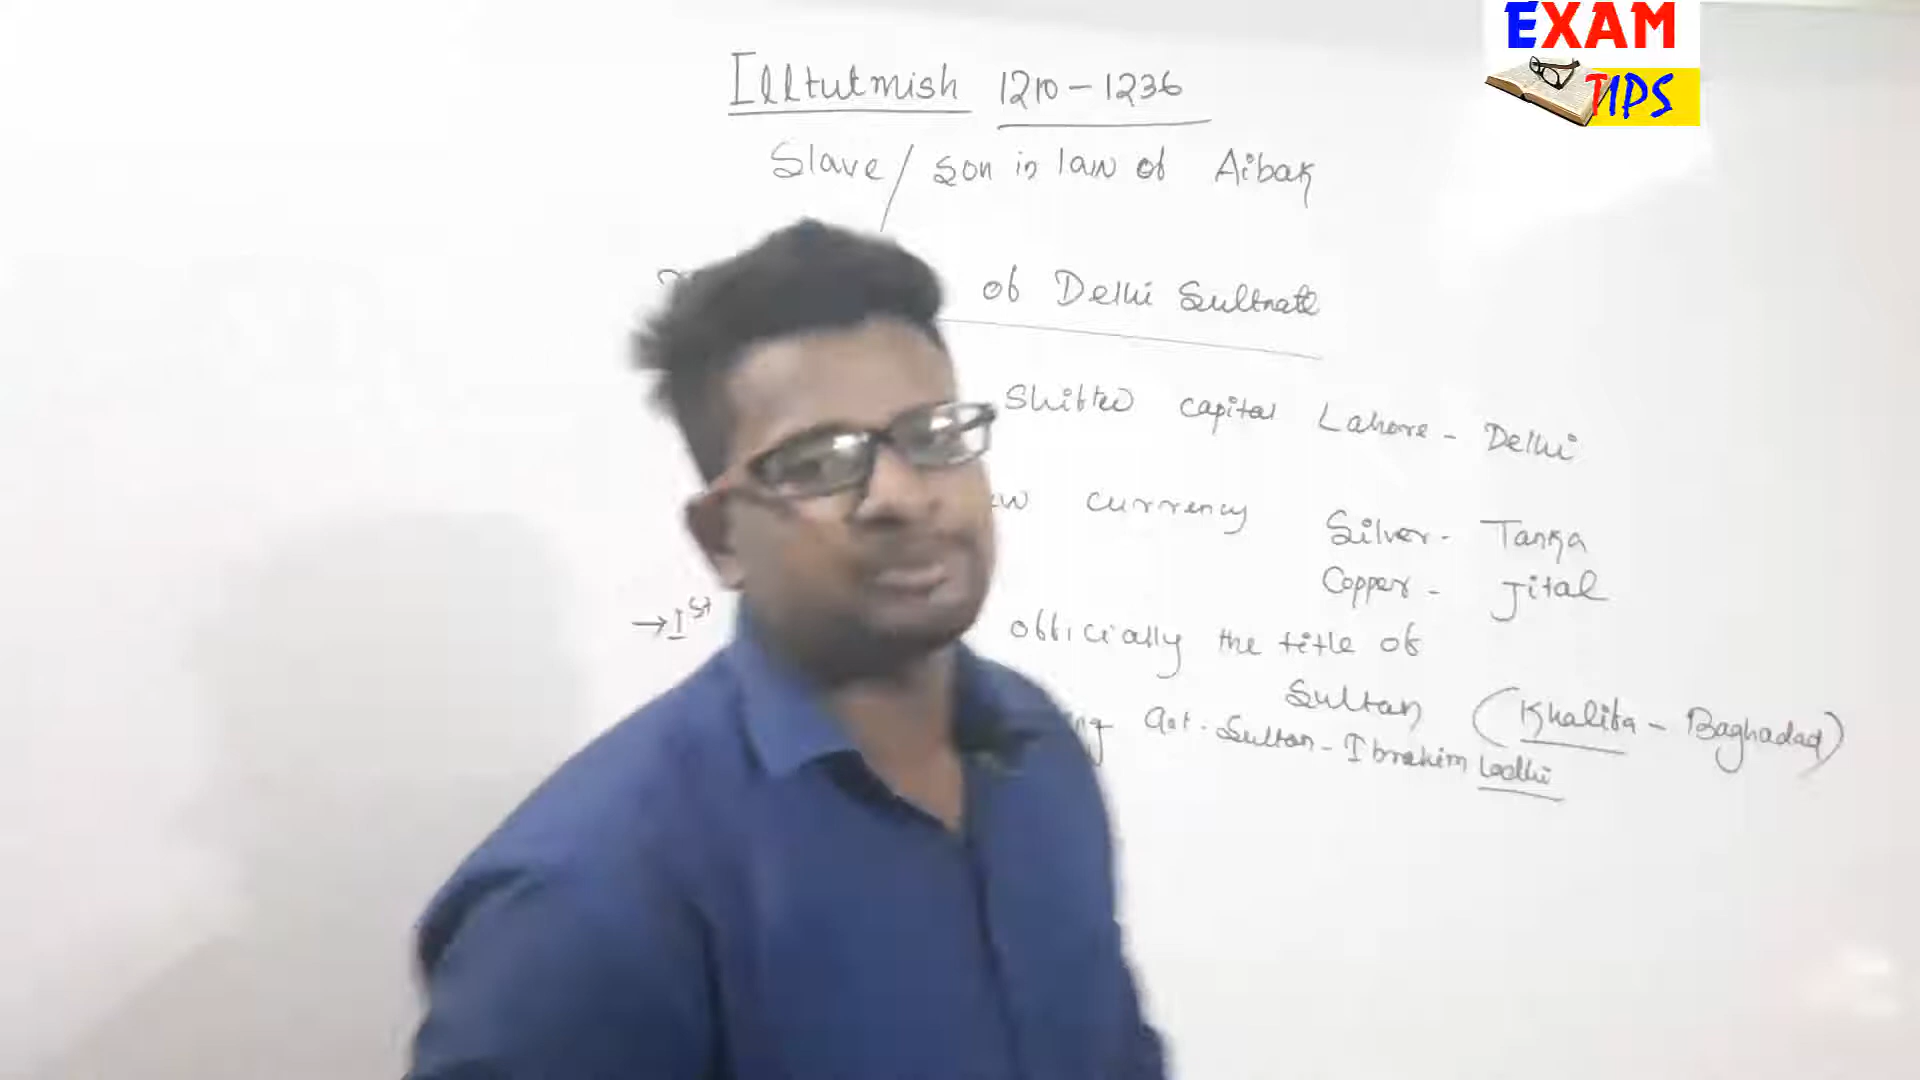 EXAM
TIPS
Illtutmish 1210-1236
Slave / son in law of Aibak
of Delhi Sultnate
Shifted capital Lahore - Delhi
currency Silver - Tanka
Copper - Jital
→ Ist officially the title of
Sultan (Khalifa - Baghadad)
Sultan - Ibrahim Lodhi